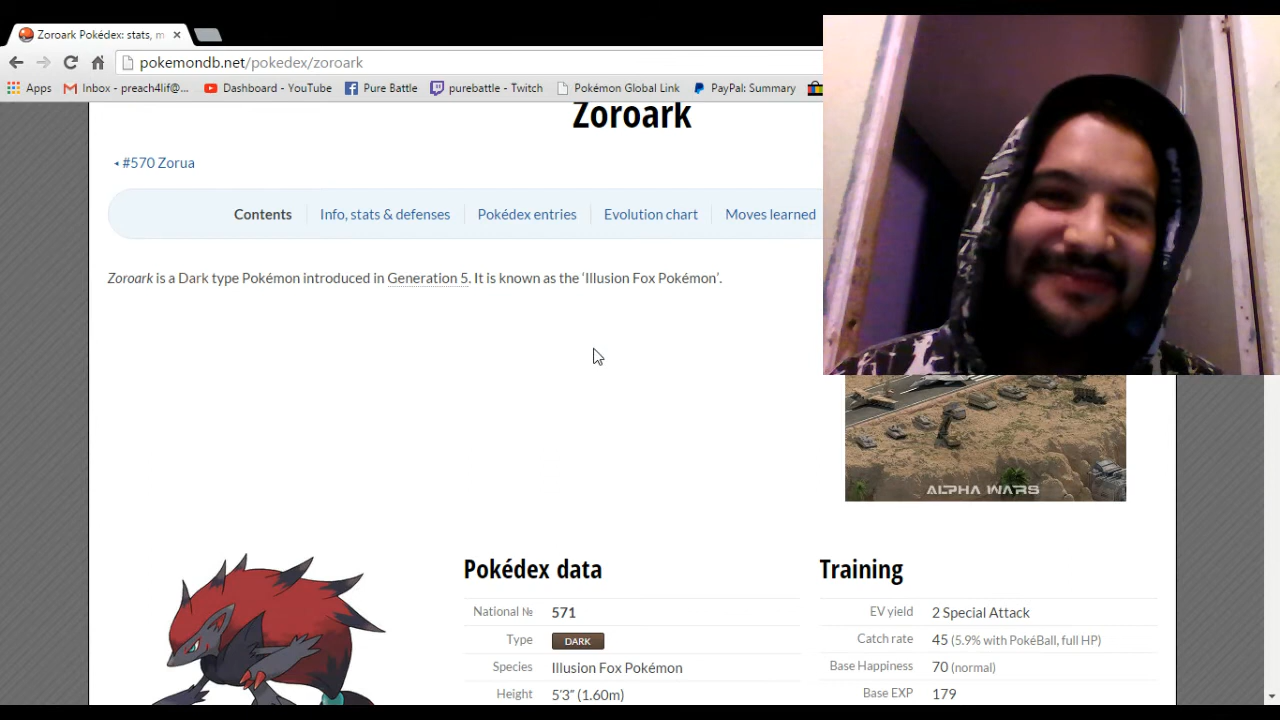 Zoroark Pokédex: stats, m
pokemondb.net/pokedex/zoroark
Apps Inbox - preach4lif@... Dashboard - YouTube Pure Battle purebattle - Twitch Pokémon Global Link PayPal: Summary
Zoroark
#570 Zorua
Contents Info, stats & defenses Pokédex entries Evolution chart Moves learned
Zoroark is a Dark type Pokémon introduced in Generation 5. It is known as the ‘Illusion Fox Pokémon’.
ALPHA WARS
Pokédex data
National № 571
Type DARK
Species Illusion Fox Pokémon
Height 5'3" (1.60m)
Training
EV yield 2 Special Attack
Catch rate 45 (5.9% with PokéBall, full HP)
Base Happiness 70 (normal)
Base EXP 179